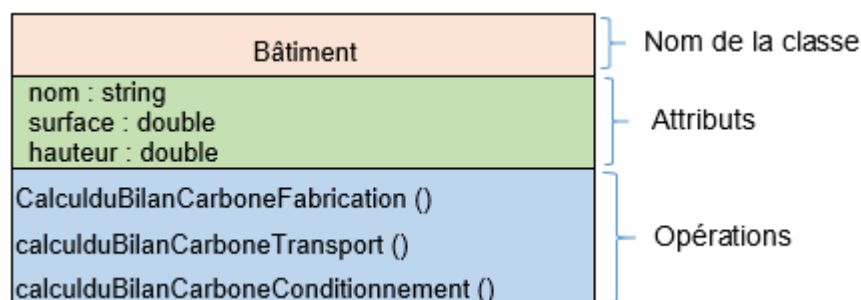 Bâtiment
Nom de la classe
nom : string
surface : double
hauteur : double
Attributs
CalculduBilanCarboneFabrication ()
calculduBilanCarboneTransport ()
calculduBilanCarboneConditionnement ()
Opérations